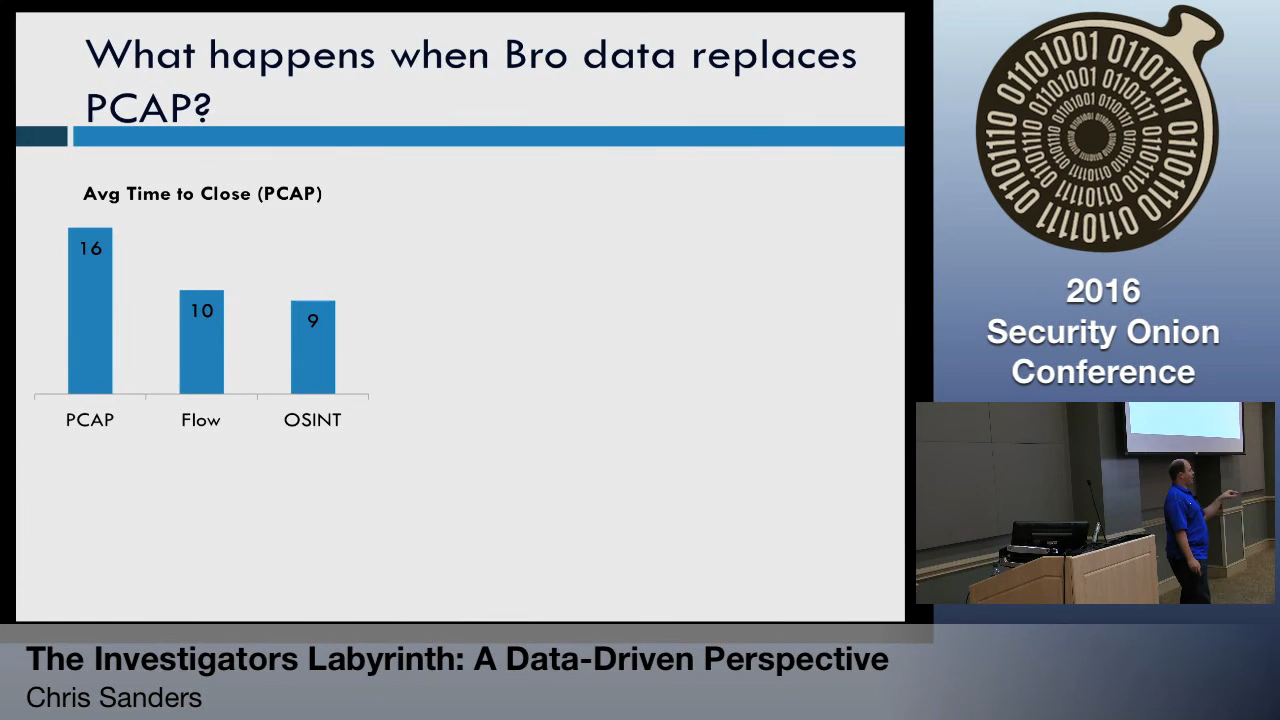 What happens when Bro data replaces
PCAP?
Avg Time to Close (PCAP)
16
10
9
PCAP Flow OSINT
2016
Security Onion
Conference
The Investigators Labyrinth: A Data-Driven Perspective
Chris Sanders